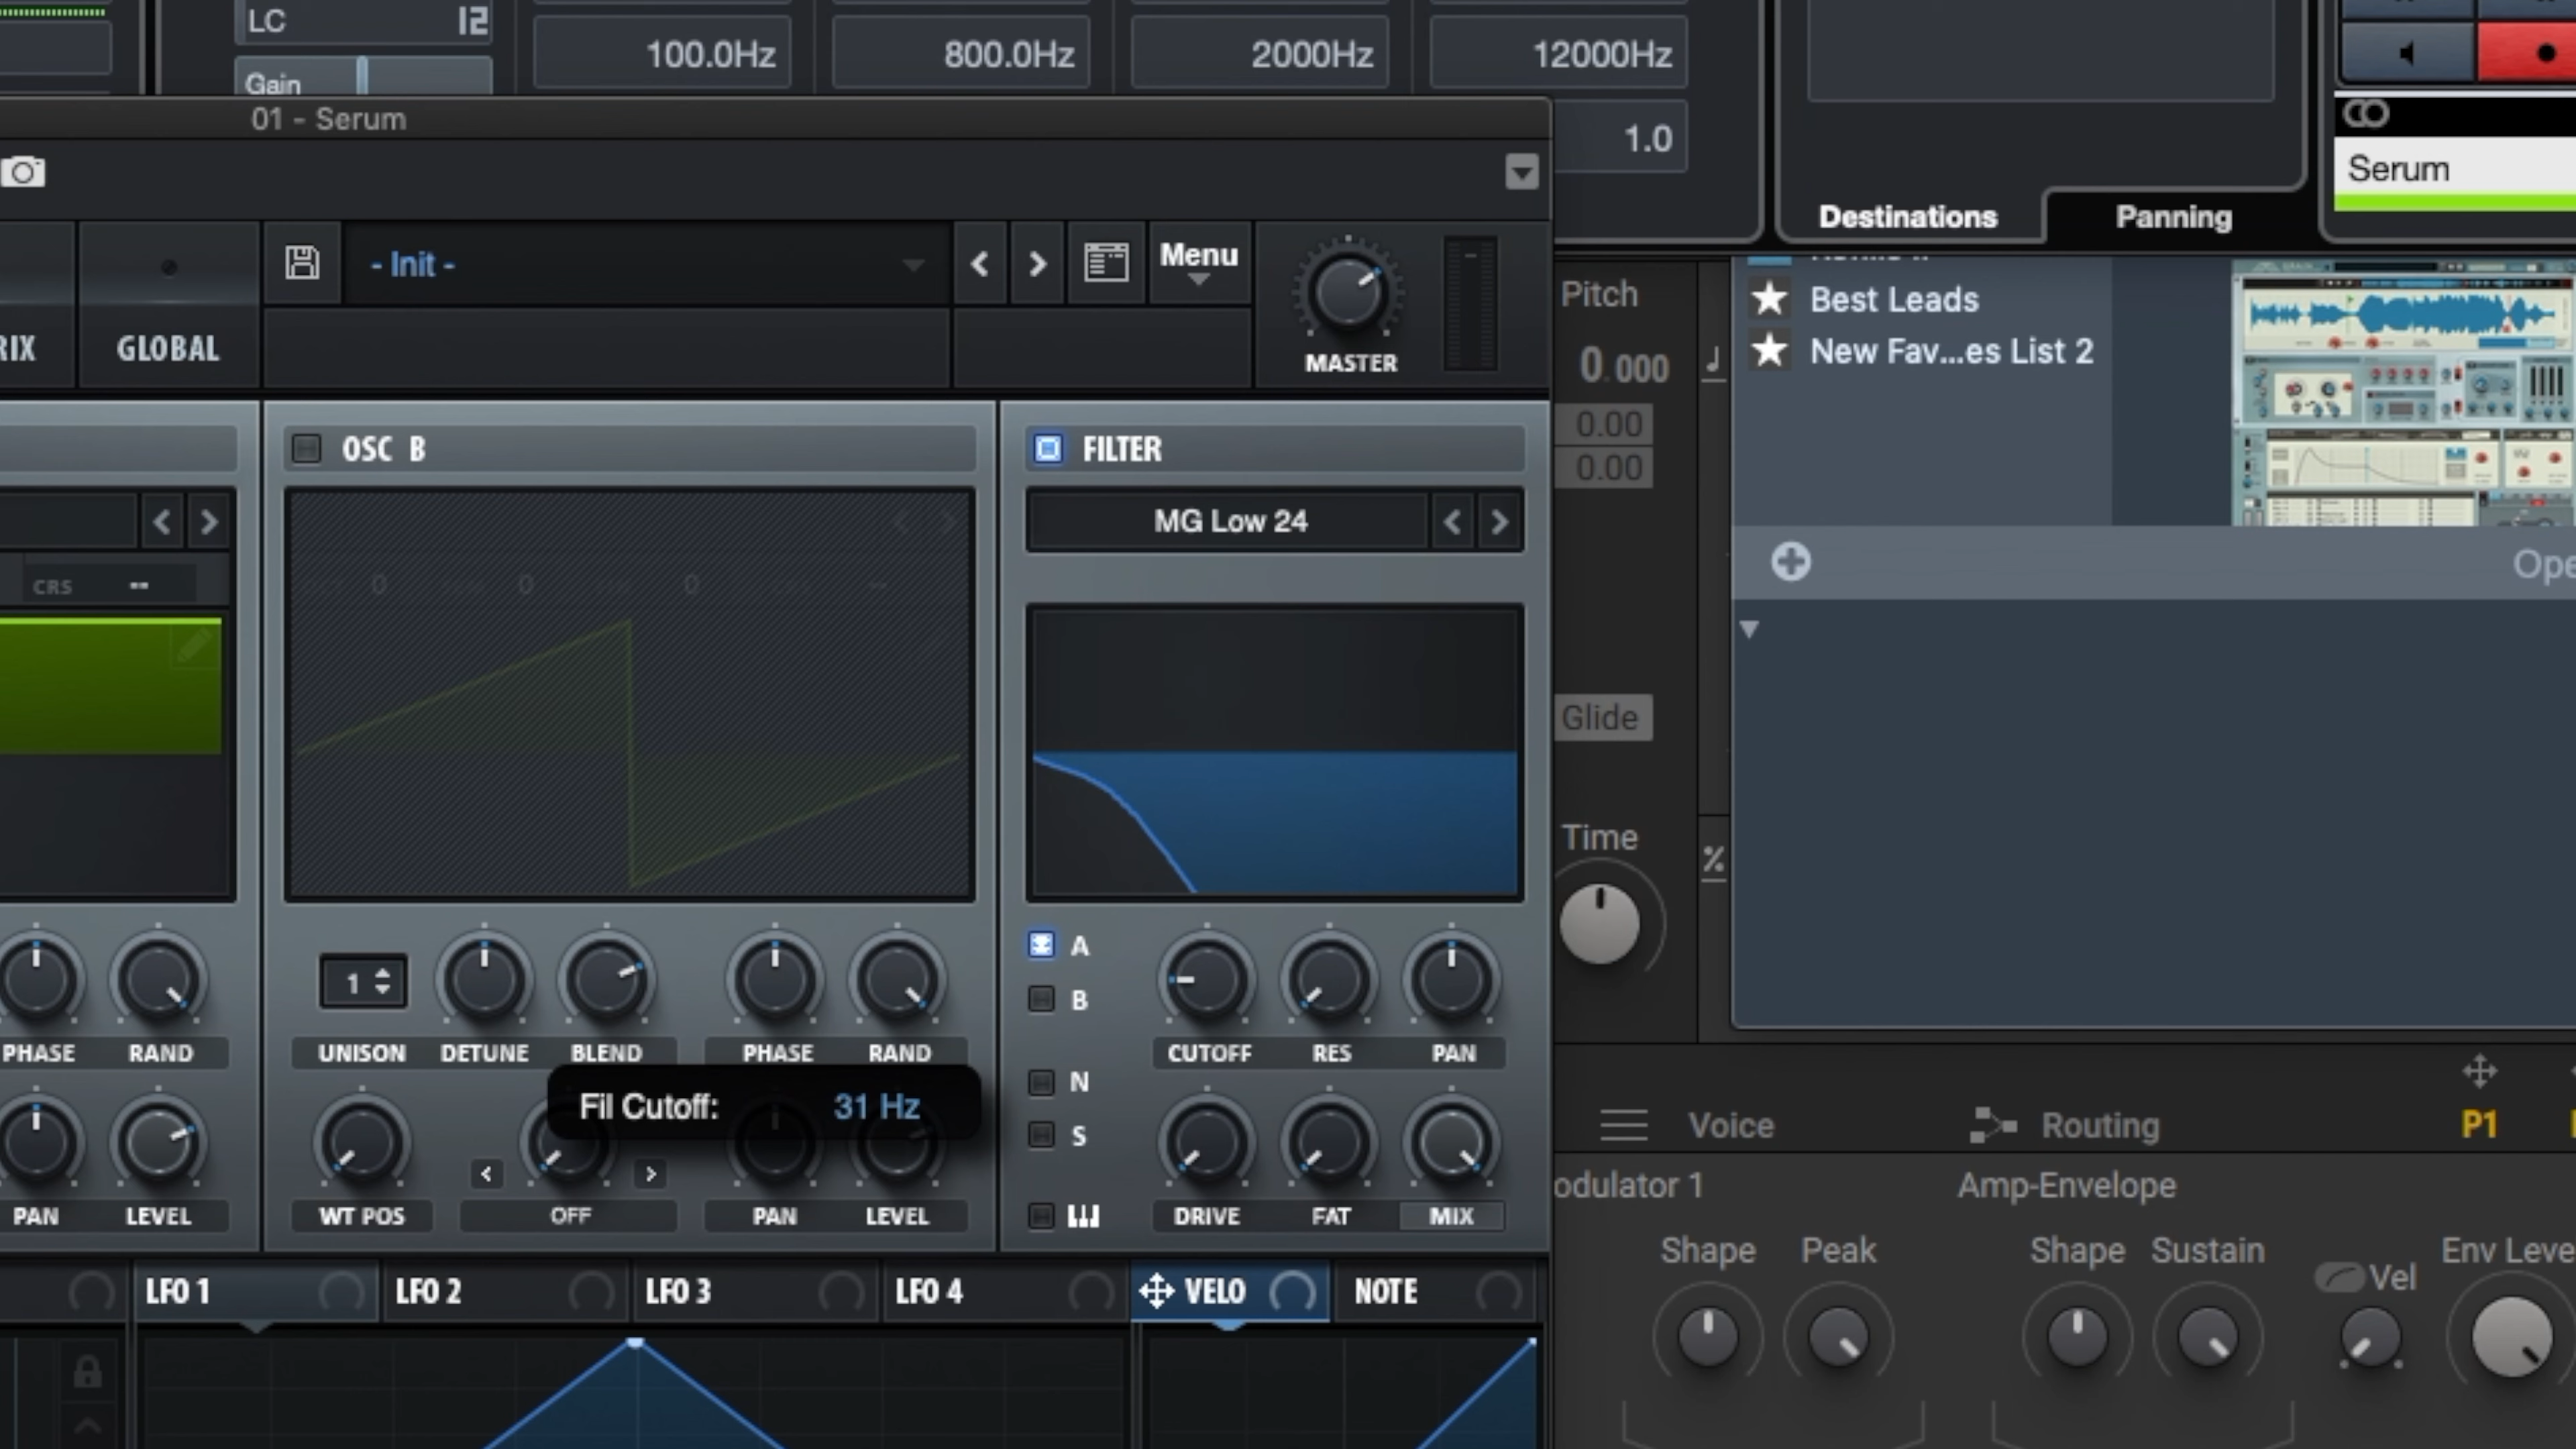 LC 12
Gain
100.0Hz 800.0Hz 2000Hz 12000Hz
1.0
01 - Serum
Serum
Destinations Panning
- Init - Menu
GLOBAL
MASTER
Pitch
0.000
0.00
0.00
Best Leads
New Fav...es List 2
OSC B
FILTER
MG Low 24
CRS --
0 0 0 --
Glide
Time
%
A
B
N
S
1
PHASE RAND
UNISON DETUNE BLEND PHASE RAND
CUTOFF RES PAN
Fil Cutoff: 31 Hz
PAN LEVEL
WT POS OFF PAN LEVEL
DRIVE FAT MIX
LFO 1 LFO 2 LFO 3 LFO 4 VELO NOTE
Voice Routing P1
Amp-Envelope
Shape Peak Shape Sustain Vel Env